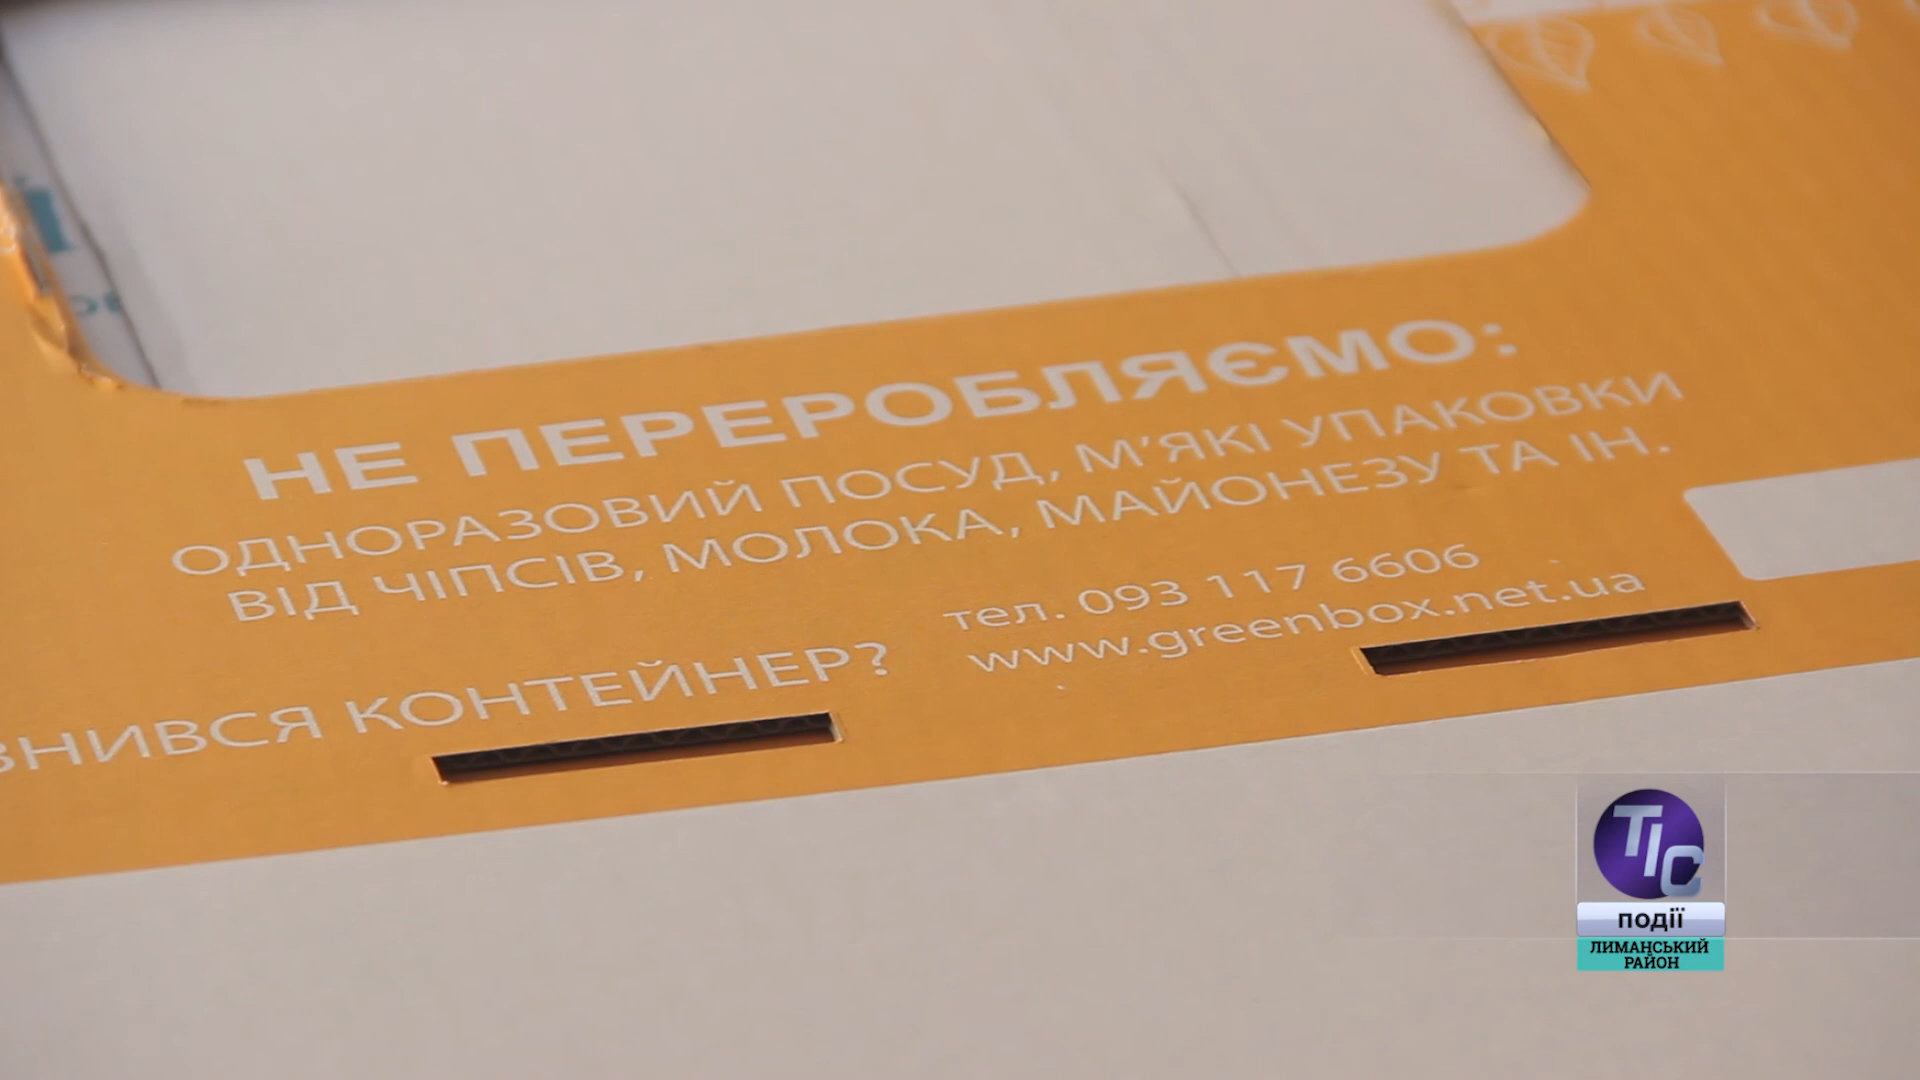 НЕ ПЕРЕРОБЛЯЄМО:
ОДНОРАЗОВИЙ ПОСУД, М'ЯКІ УПАКОВКИ
ВІД ЧІПСІВ, МОЛОКА, МАЙОНЕЗУ ТА ІН.
тел. 093 117 6606
КОНТЕЙНЕР? www.greenbox.net.ua
ТІС
ПОДІЇ
ЛИМАНСЬКИЙ
РАЙОН